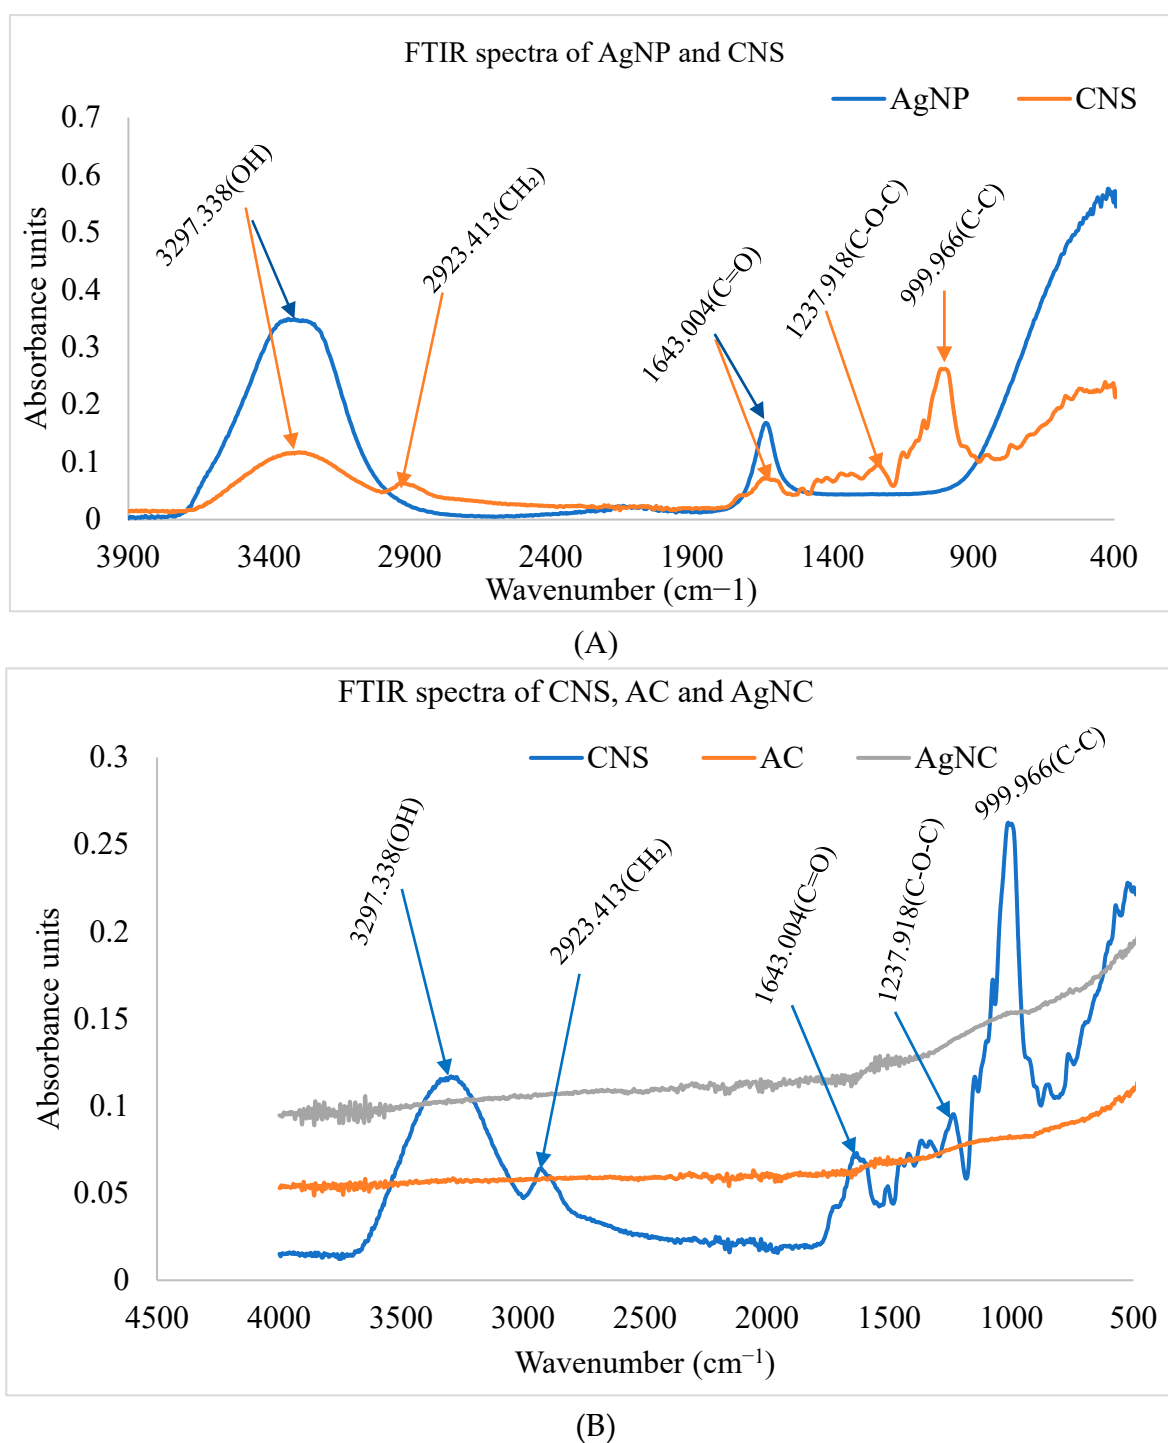 FTIR spectra of AgNP and CNS
AgNP CNS
0.7
0.6
0.5
0.4
0.3
0.2
0.1
0
Absorbance units
3297.338(OH)
2923.413(CH₂)
1643.004(C=O)
1237.918(C-O-C)
999.966(C-C)
3900 3400 2900 2400 1900 1400 900 400
Wavenumber (cm−1)
(A)
FTIR spectra of CNS, AC and AgNC
CNS AC AgNC
0.3
0.25
0.2
0.15
0.1
0.05
0
Absorbance units
3297.338(OH)
2923.413(CH₂)
1643.004(C=O)
1237.918(C-O-C)
999.966(C-C)
4500 4000 3500 3000 2500 2000 1500 1000 500
Wavenumber (cm⁻¹)
(B)